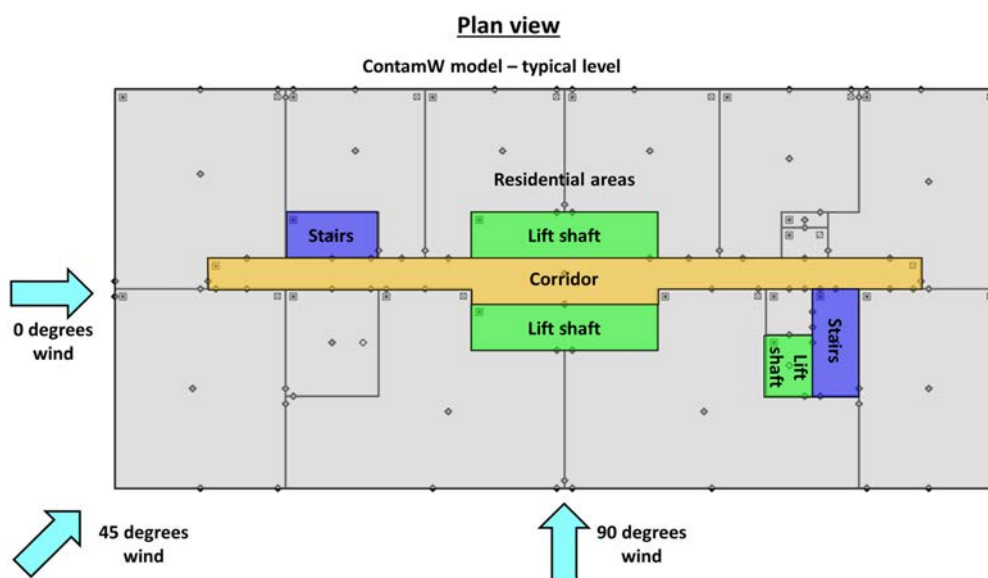 Plan view
ContamW model – typical level
Residential areas
Stairs
Lift shaft
Corridor
0 degrees
wind
Lift shaft
Stairs
Lift
shaft
45 degrees
wind
90 degrees
wind